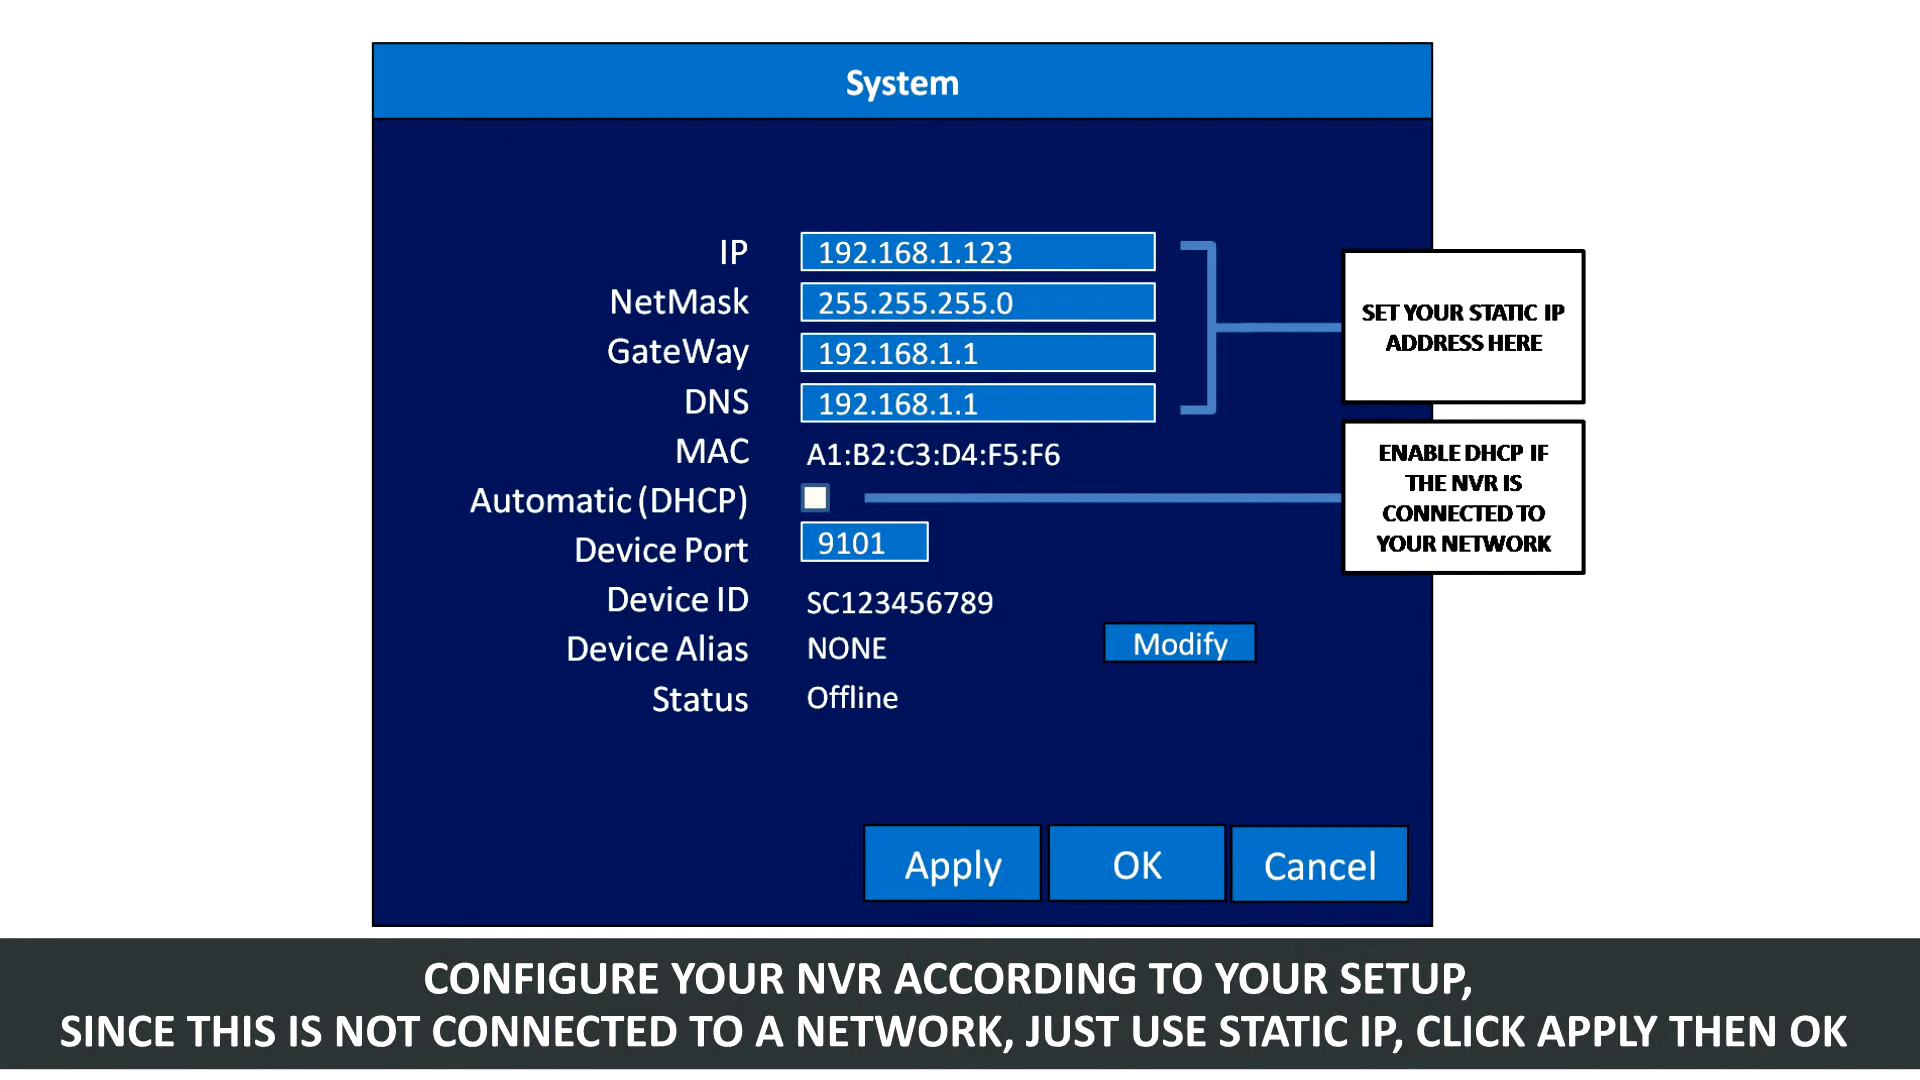 System
IP 192.168.1.123
NetMask 255.255.255.0
GateWay 192.168.1.1
DNS 192.168.1.1
MAC A1:B2:C3:D4:F5:F6
Automatic (DHCP)
Device Port 9101
Device ID SC123456789
Device Alias NONE Modify
Status Offline
SET YOUR STATIC IP
ADDRESS HERE
ENABLE DHCP IF
THE NVR IS
CONNECTED TO
YOUR NETWORK
Apply OK Cancel
CONFIGURE YOUR NVR ACCORDING TO YOUR SETUP,
SINCE THIS IS NOT CONNECTED TO A NETWORK, JUST USE STATIC IP, CLICK APPLY THEN OK